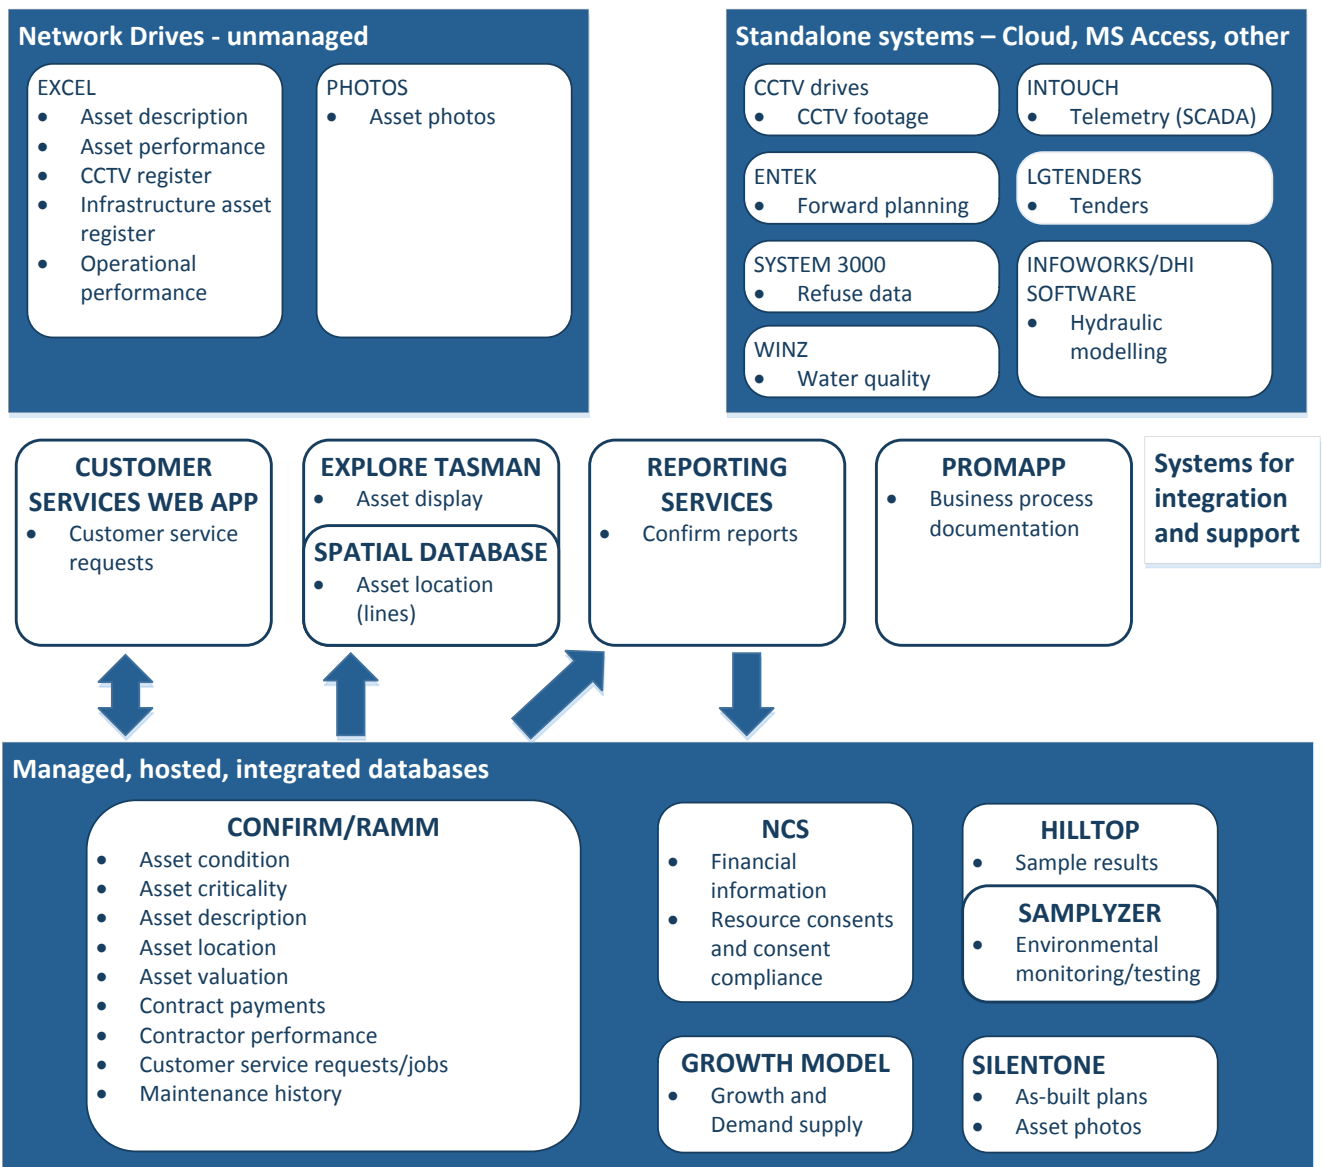 Network Drives - unmanaged
EXCEL
• Asset description
• Asset performance
• CCTV register
• Infrastructure asset
register
• Operational
performance
PHOTOS
• Asset photos
Standalone systems – Cloud, MS Access, other
CCTV drives
• CCTV footage
INTOUCH
• Telemetry (SCADA)
ENTEK
• Forward planning
LGTENDERS
• Tenders
SYSTEM 3000
• Refuse data
INFOWORKS/DHI
SOFTWARE
• Hydraulic
modelling
WINZ
• Water quality
CUSTOMER
SERVICES WEB APP
• Customer service
requests
EXPLORE TASMAN
• Asset display
SPATIAL DATABASE
• Asset location
(lines)
REPORTING
SERVICES
• Confirm reports
PROMAPP
• Business process
documentation
Systems for
integration
and support
Managed, hosted, integrated databases
CONFIRM/RAMM
• Asset condition
• Asset criticality
• Asset description
• Asset location
• Asset valuation
• Contract payments
• Contractor performance
• Customer service requests/jobs
• Maintenance history
NCS
• Financial
information
• Resource consents
and consent
compliance
HILLTOP
• Sample results
SAMPLYZER
• Environmental
monitoring/testing
GROWTH MODEL
• Growth and
Demand supply
SILENTONE
• As-built plans
• Asset photos